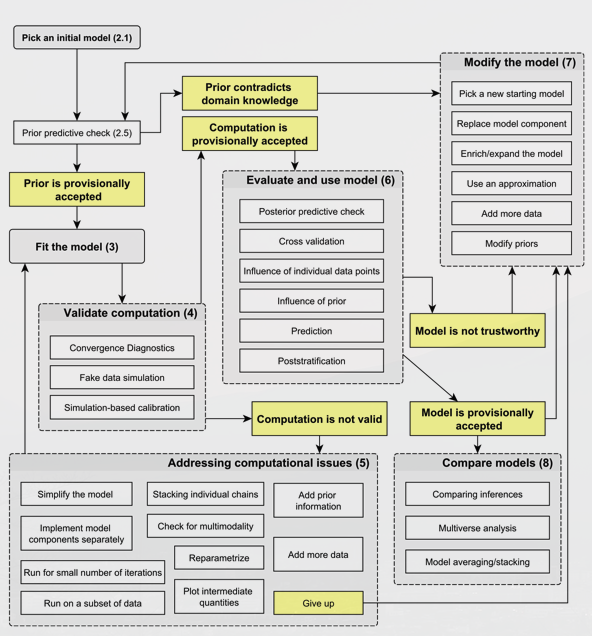 Pick an initial model (2.1)
Prior predictive check (2.5)
Prior contradicts
domain knowledge
Prior is provisionally
accepted
Fit the model (3)
Computation is
provisionally accepted
Validate computation (4)
Convergence Diagnostics
Fake data simulation
Simulation-based calibration
Evaluate and use model (6)
Posterior predictive check
Cross validation
Influence of individual data points
Influence of prior
Prediction
Poststratification
Modify the model (7)
Pick a new starting model
Replace model component
Enrich/expand the model
Use an approximation
Add more data
Modify priors
Model is not trustworthy
Computation is not valid
Model is provisionally
accepted
Addressing computational issues (5)
Simplify the model
Implement model
components separately
Run for small number of iterations
Run on a subset of data
Stacking individual chains
Check for multimodality
Reparametrize
Plot intermediate
quantities
Add prior
information
Add more data
Give up
Compare models (8)
Comparing inferences
Multiverse analysis
Model averaging/stacking